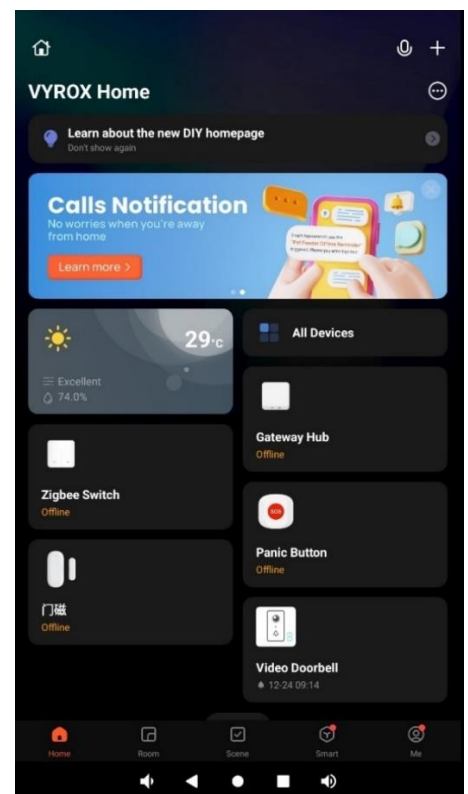 VYROX Home
Learn about the new DIY homepage
Don't show again
Calls Notification
No worries when you're away
from home
Learn more >
29°c
Excellent
74.0%
All Devices
Gateway Hub
Offline
Zigbee Switch
Offline
SOS
Panic Button
Offline
门磁
Offline
Video Doorbell
12-24 09:14
Home
Room
Scene
Smart
Me